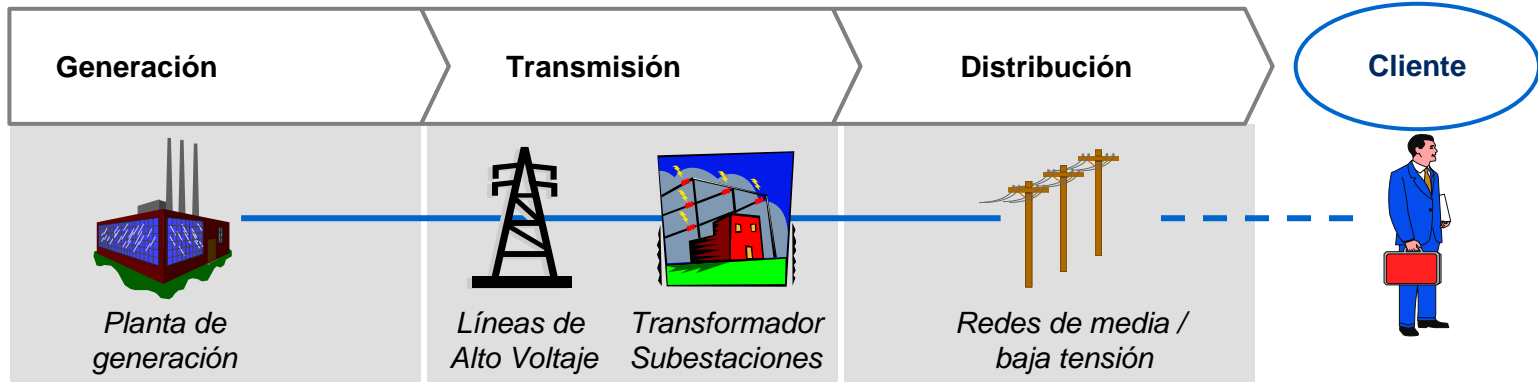 Generación
Transmisión
Distribución
Cliente
Planta de
generación
Líneas de
Alto Voltaje
Transformador
Subestaciones
Redes de media /
baja tensión